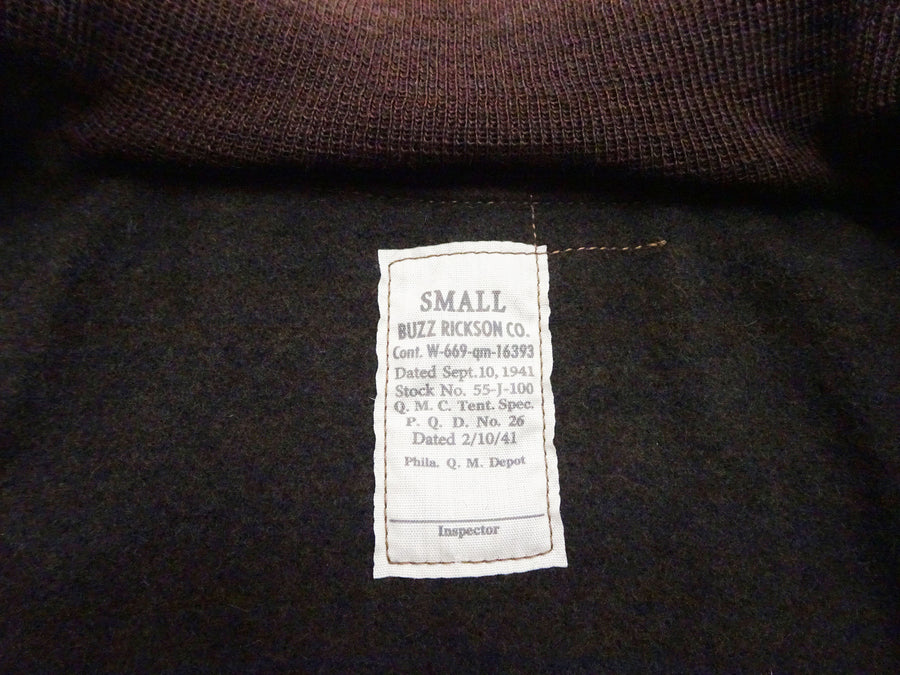 SMALL
BUZZ RICKSON CO.
Cont. W-669-qm-16393
Dated Sept. 10, 1941
Stock No. 55-J-100
Q. M. C. Tent. Spec.
P. Q. D. No. 26
Dated 2/10/41
Phila. Q. M. Depot
Inspector